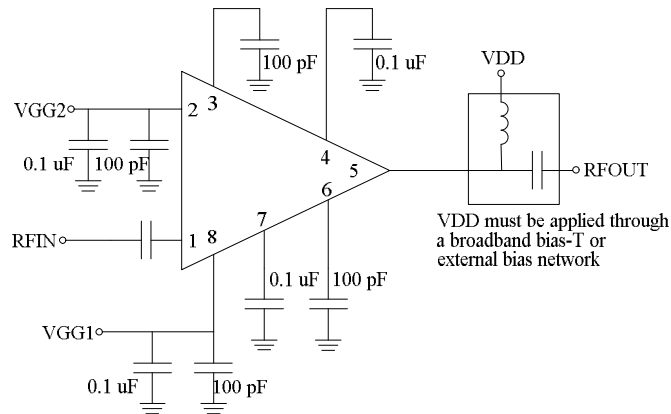 100 pF
0.1 uF
VDD
VGG2
2
3
0.1 uF
100 pF
4
5
6
RFOUT
RFIN
1
8
7
VDD must be applied through
a broadband bias-T or
external bias network
0.1 uF
100 pF
VGG1
0.1 uF
100 pF